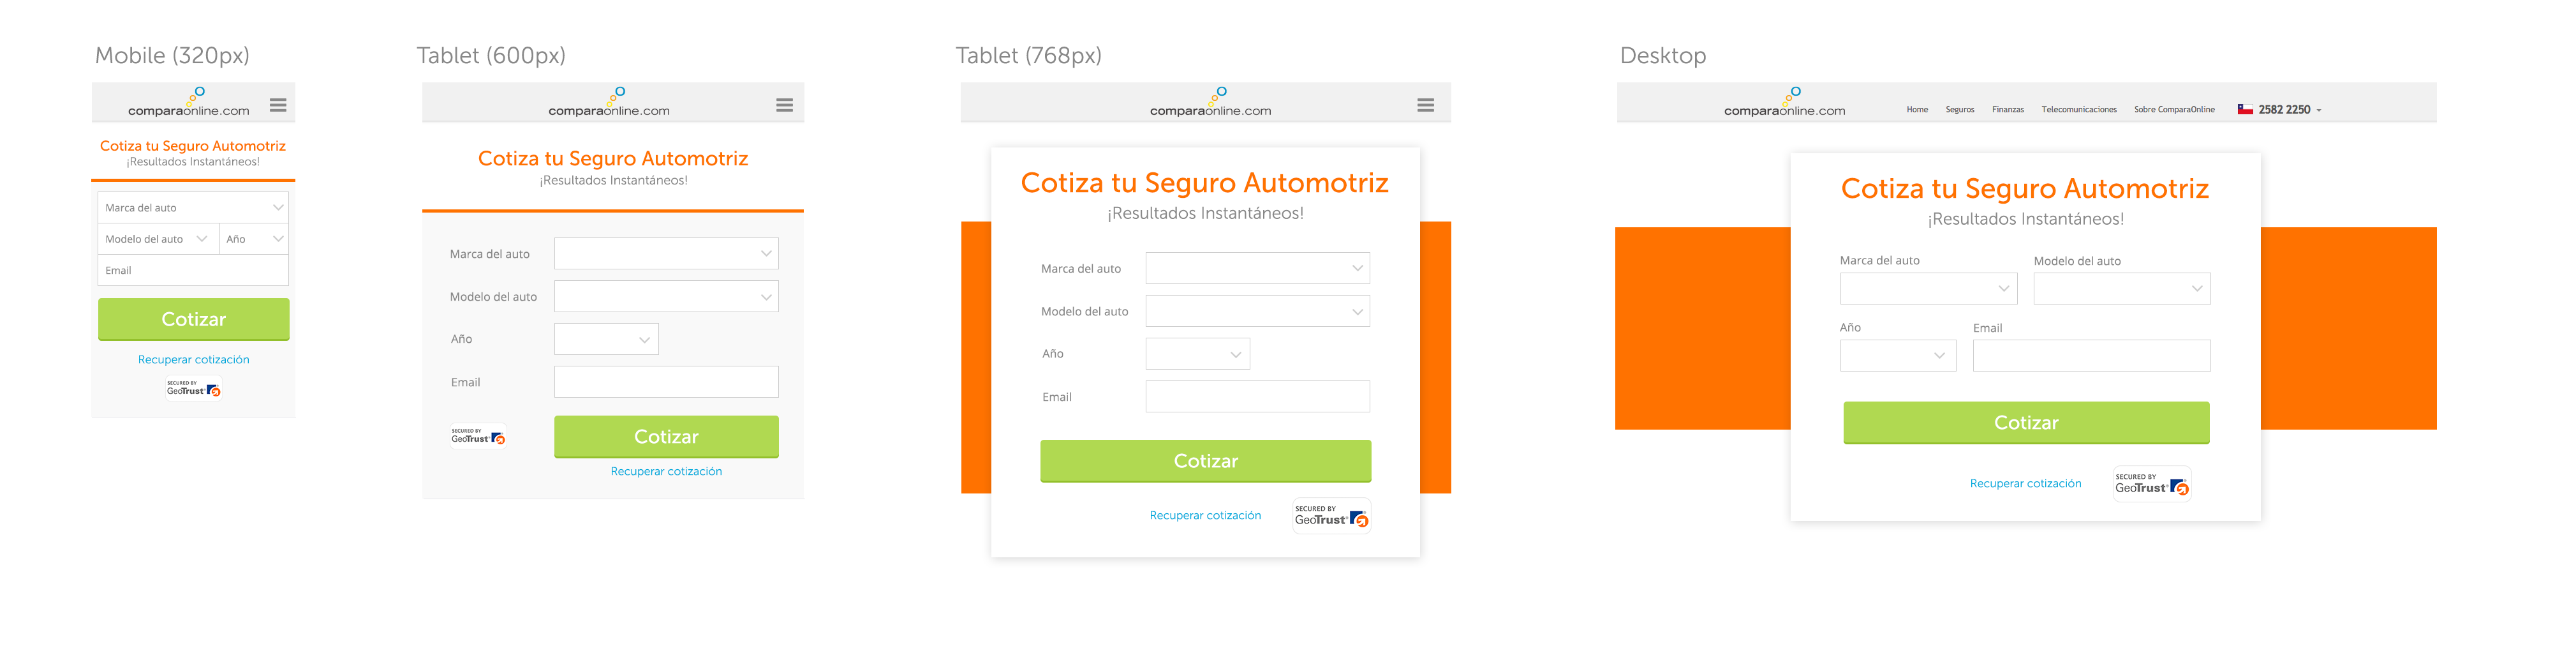 Mobile (320px)
comparaonline.com
Cotiza tu Seguro Automotriz
¡Resultados Instantáneos!
Marca del auto
Modelo del auto
Año
Email
Cotizar
Recuperar cotización
SECURED BY
GeoTrust
Tablet (600px)
comparaonline.com
Cotiza tu Seguro Automotriz
¡Resultados Instantáneos!
Marca del auto
Modelo del auto
Año
Email
SECURED BY
GeoTrust
Cotizar
Recuperar cotización
Tablet (768px)
comparaonline.com
Cotiza tu Seguro Automotriz
¡Resultados Instantáneos!
Marca del auto
Modelo del auto
Año
Email
Cotizar
Recuperar cotización
SECURED BY
GeoTrust
Desktop
comparaonline.com
Home
Seguros
Finanzas
Telecomunicaciones
Sobre ComparaOnline
2582 2250
Cotiza tu Seguro Automotriz
¡Resultados Instantáneos!
Marca del auto
Modelo del auto
Año
Email
Cotizar
Recuperar cotización
SECURED BY
GeoTrust